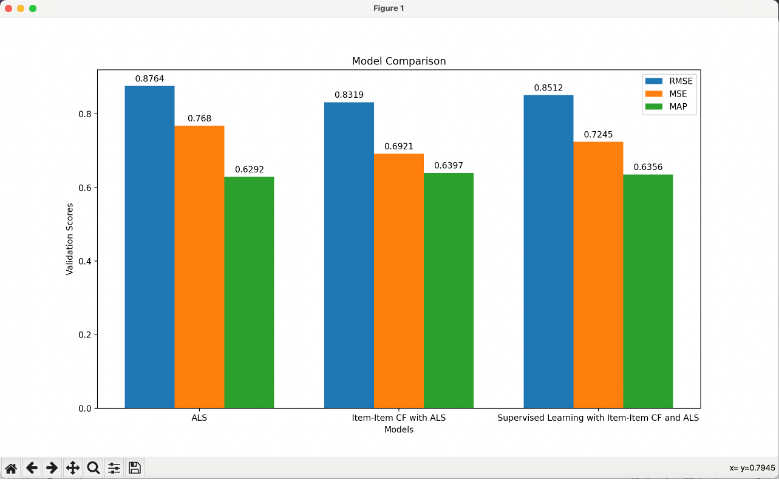 Figure 1
Model Comparison
RMSE
MSE
MAP
0.8764
0.768
0.6292
0.8319
0.6921
0.6397
0.8512
0.7245
0.6356
Validation Scores
0.8
0.6
0.4
0.2
0.0
ALS
Item-Item CF with ALS
Supervised Learning with Item-Item CF and ALS
Models
x= y=0.7945